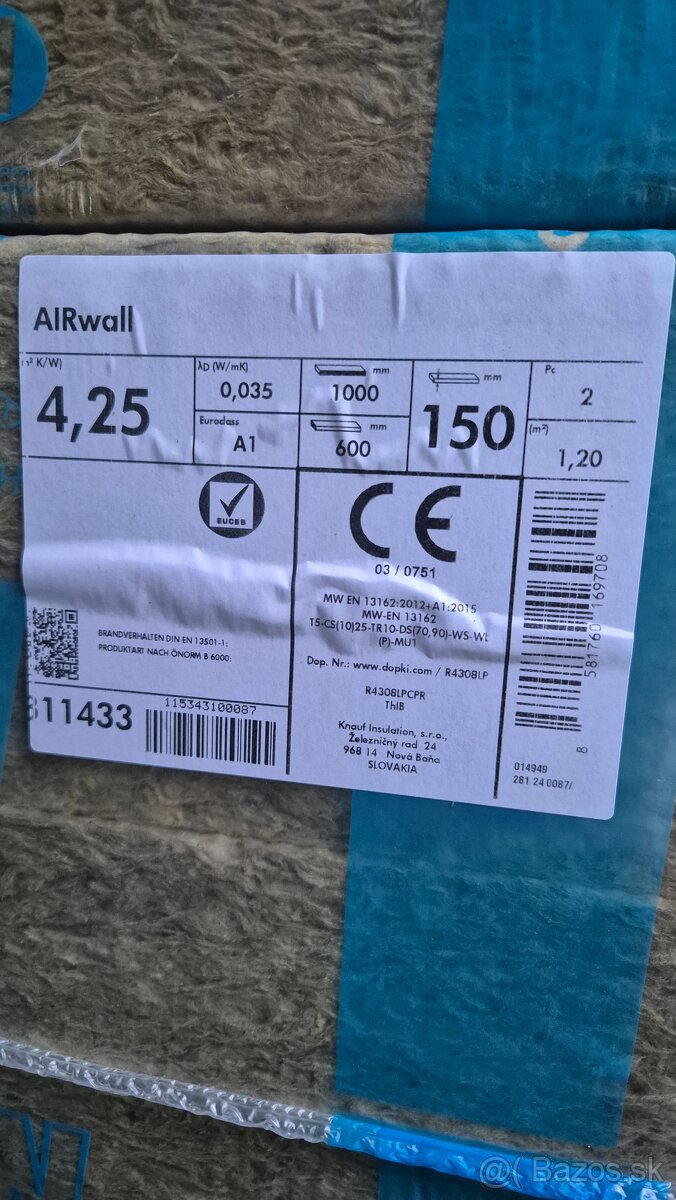 AIRwall
K/W)
4,25
λD (W/mK)
0,035
Euroclass
A1
mm
1000
mm
600
mm
150
Pc
2
(m²)
1,20
EUCEB
CE
03 / 0751
MW EN 13162:2012+A1:2015
MW-EN 13162
T5-CS(10)25-TR10-DS(70,90)-WS-WL
(P)-MU1
Dop. Nr.: www.dopki.com / R4308LP
R4308LPCPR
ThIB
Knauf Insulation, s.r.o.,
Železničný rad 24
968 14 Nová Baňa
SLOVAKIA
BRANDVERHALTEN DIN EN 13501-1:
PRODUKTART NACH ÖNORM B 6000:
311433
115343100087
8 581760 169708
014949
281 24 0087/
@( Bazos.sk